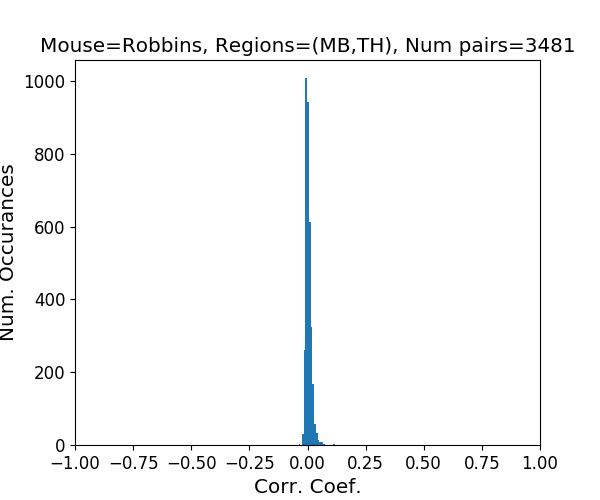 Mouse=Robbins, Regions=(MB,TH), Num pairs=3481
1000
800
600
400
200
0
Num. Occurances
−1.00 −0.75 −0.50 −0.25 0.00 0.25 0.50 0.75 1.00
Corr. Coef.